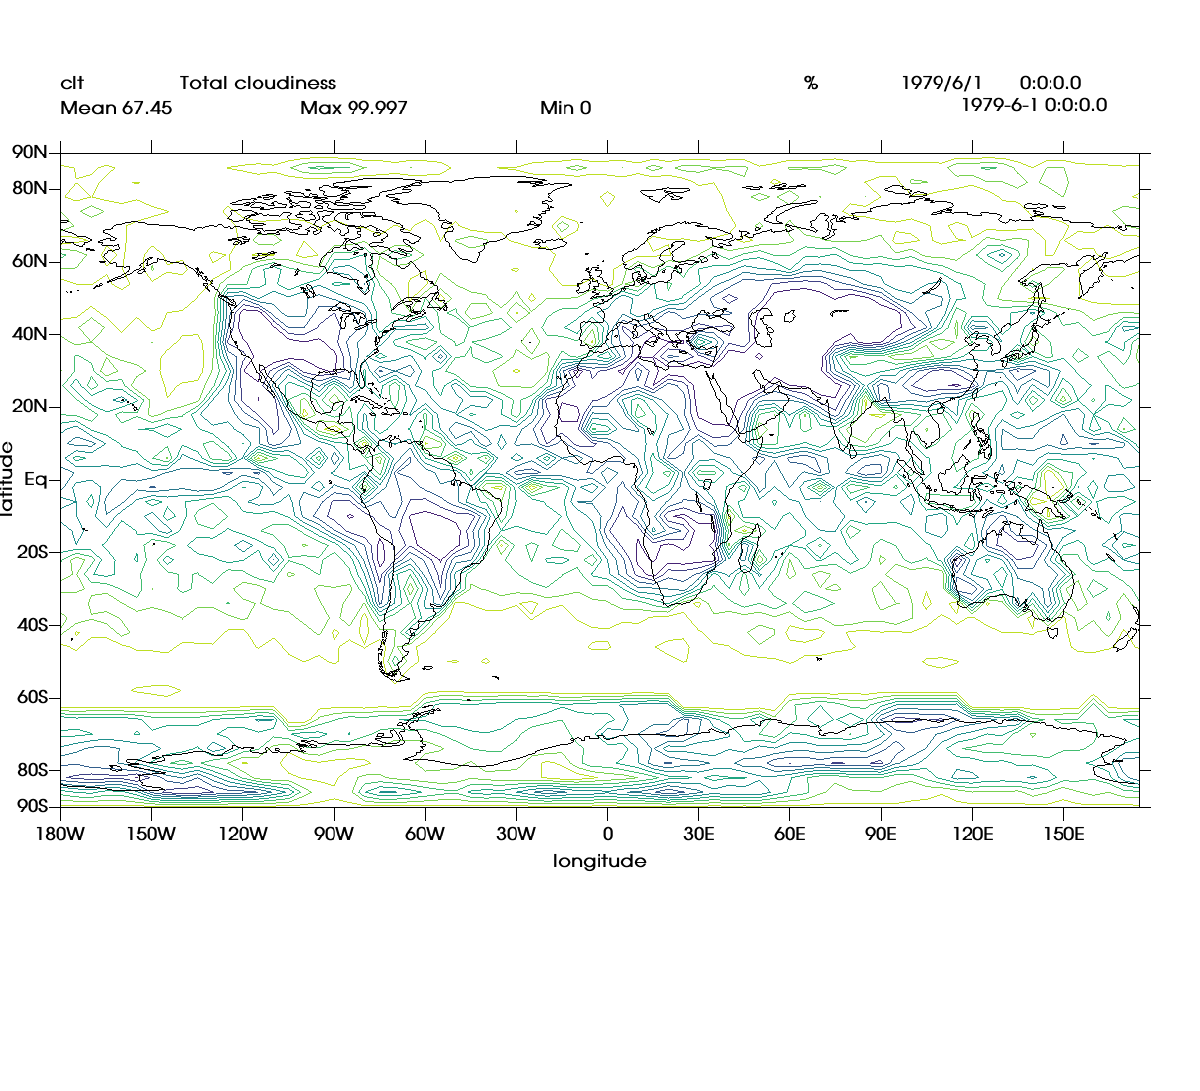 clt Total cloudiness % 1979/6/1 0:0:0.0
Mean 67.45 Max 99.997 Min 0 1979-6-1 0:0:0.0
90N
80N
60N
40N
20N
Eq
20S
40S
60S
80S
90S
latitude
180W 150W 120W 90W 60W 30W 0 30E 60E 90E 120E 150E
longitude